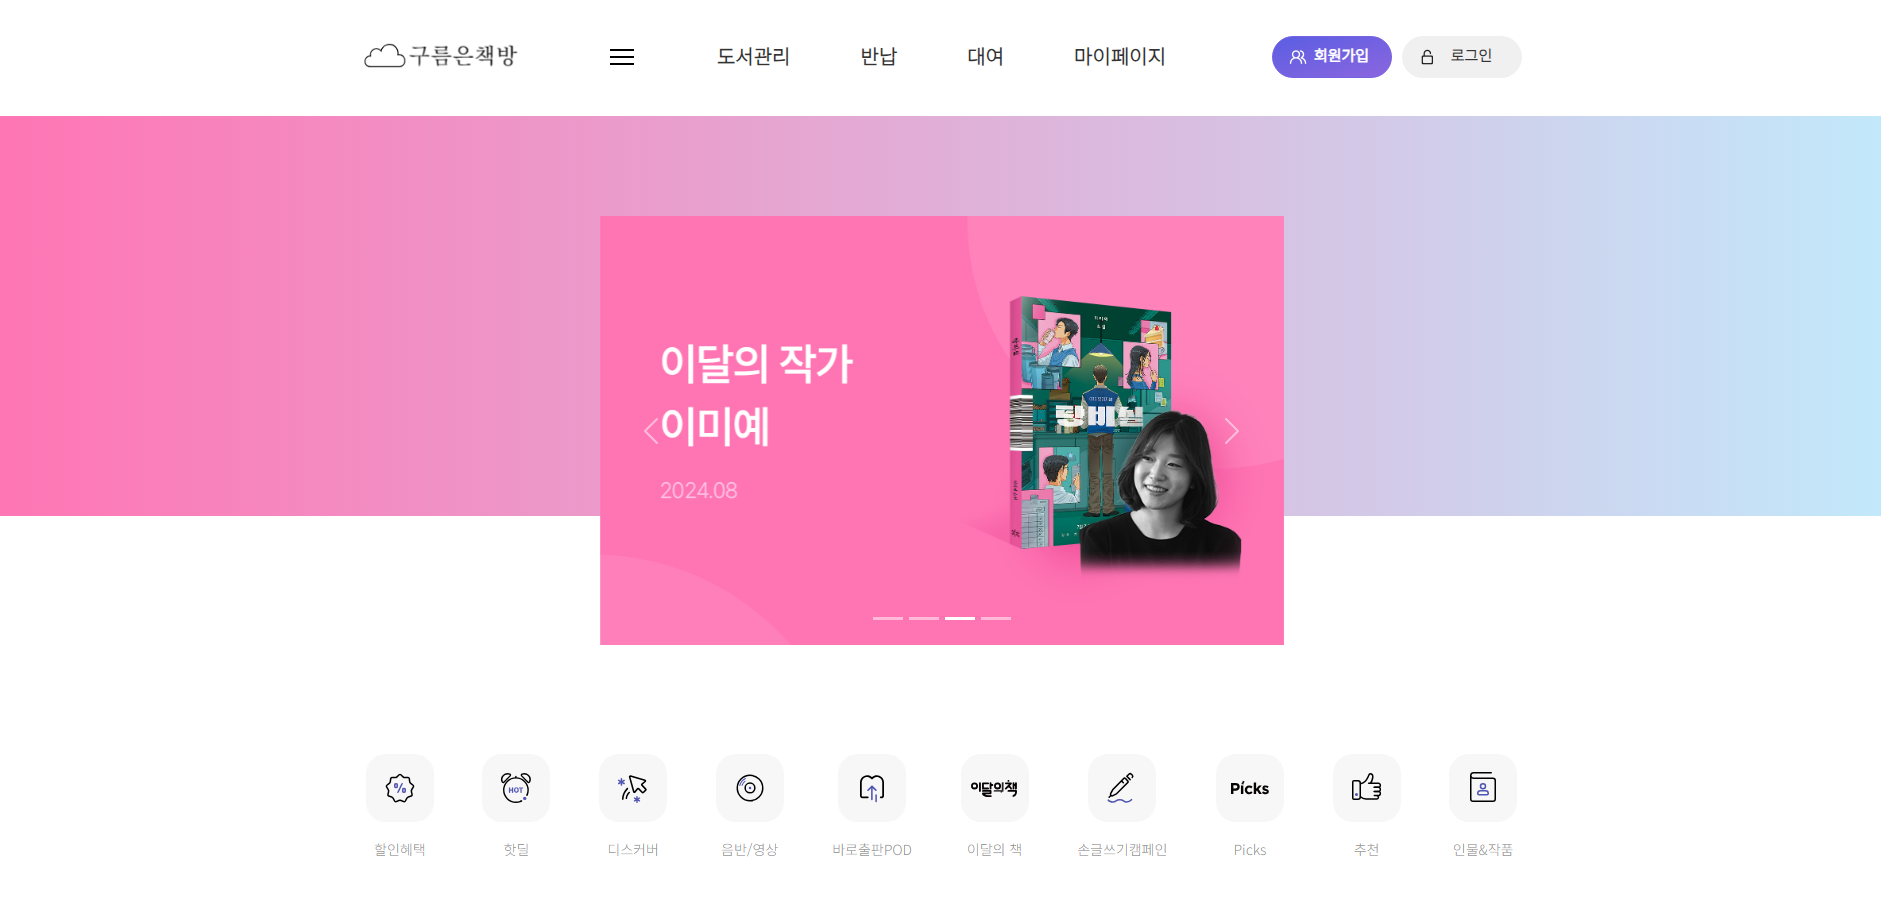 구름은책방
도서관리
반납
대여
마이페이지
회원가입
로그인
이달의 작가
이미예
2024.08
탕비실
%
HOT
이달의책
Picks
할인혜택
핫딜
디스커버
음반/영상
바로출판POD
이달의 책
손글쓰기캠페인
Picks
추천
인물&작품